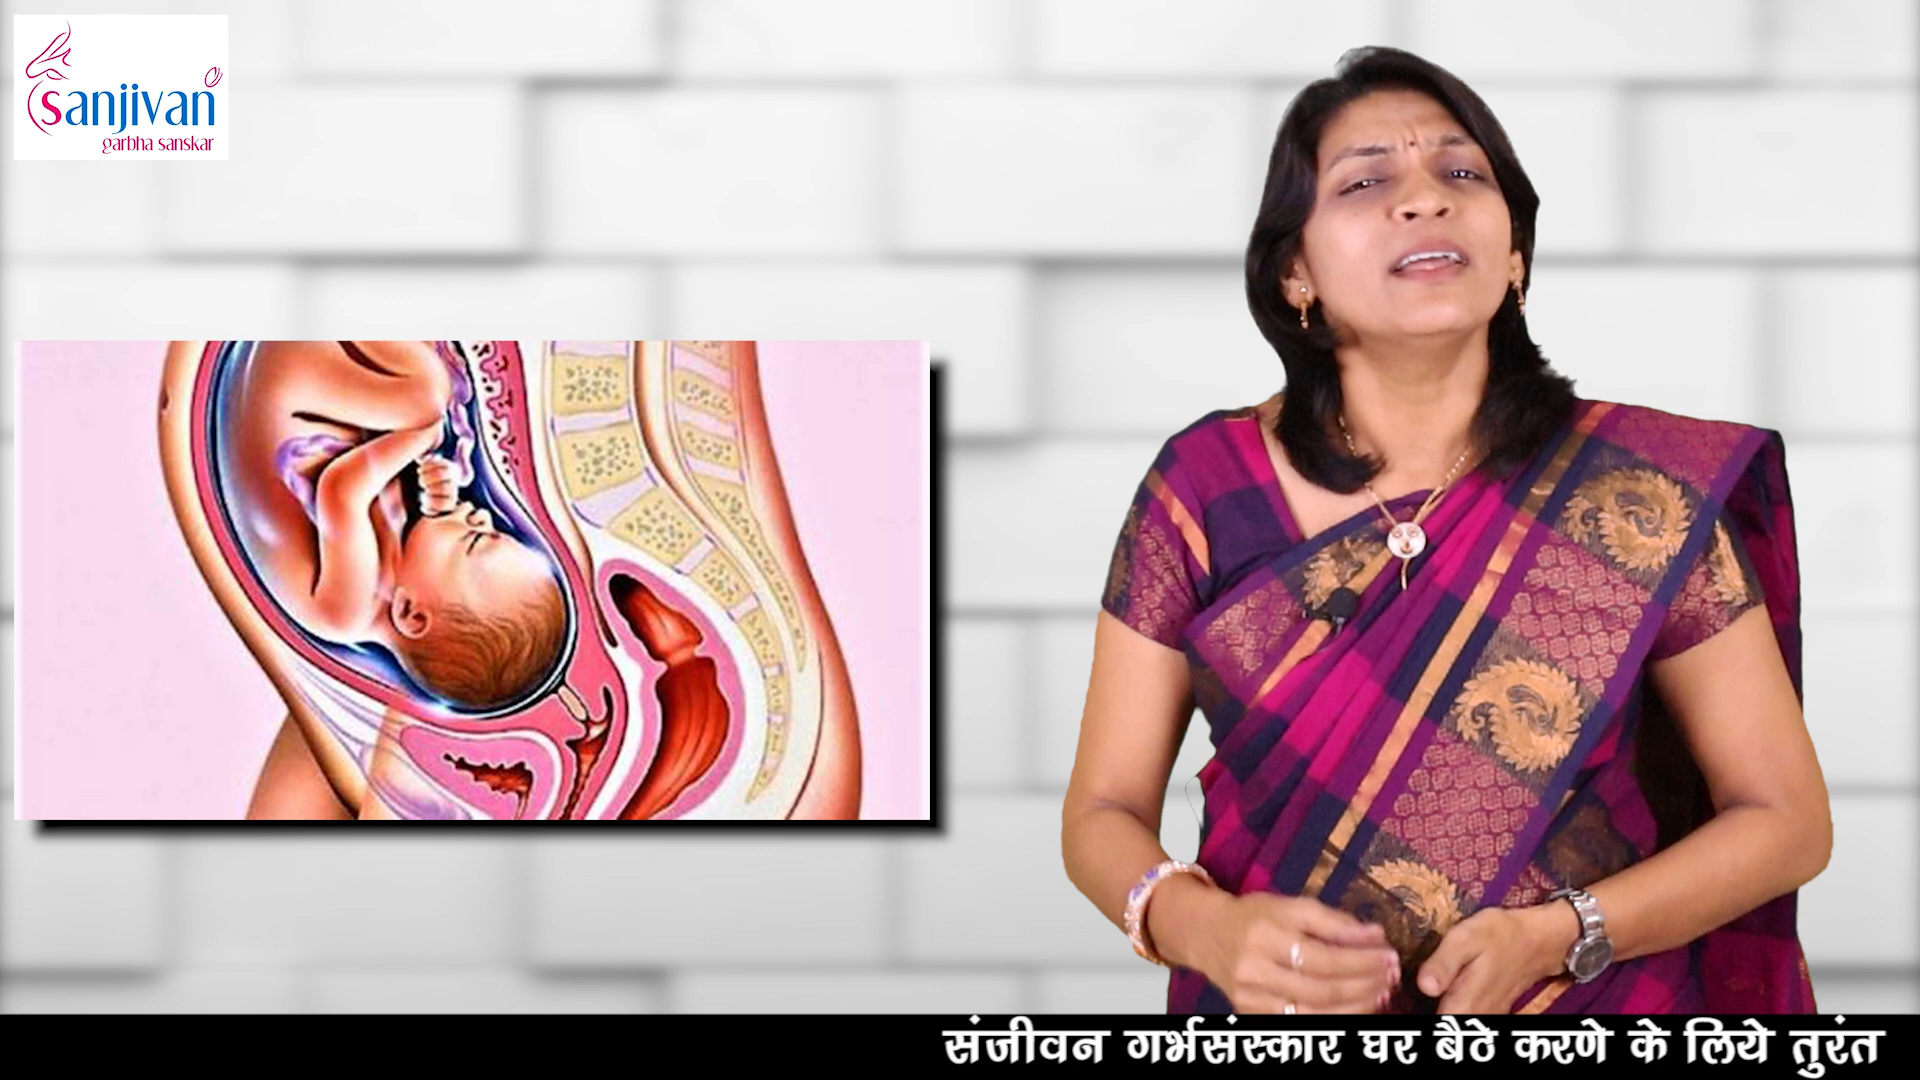 Sanjivan
garbha sanskar
संजीवन गर्भसंस्कार घर बैठे करणे के लिये तुरंत